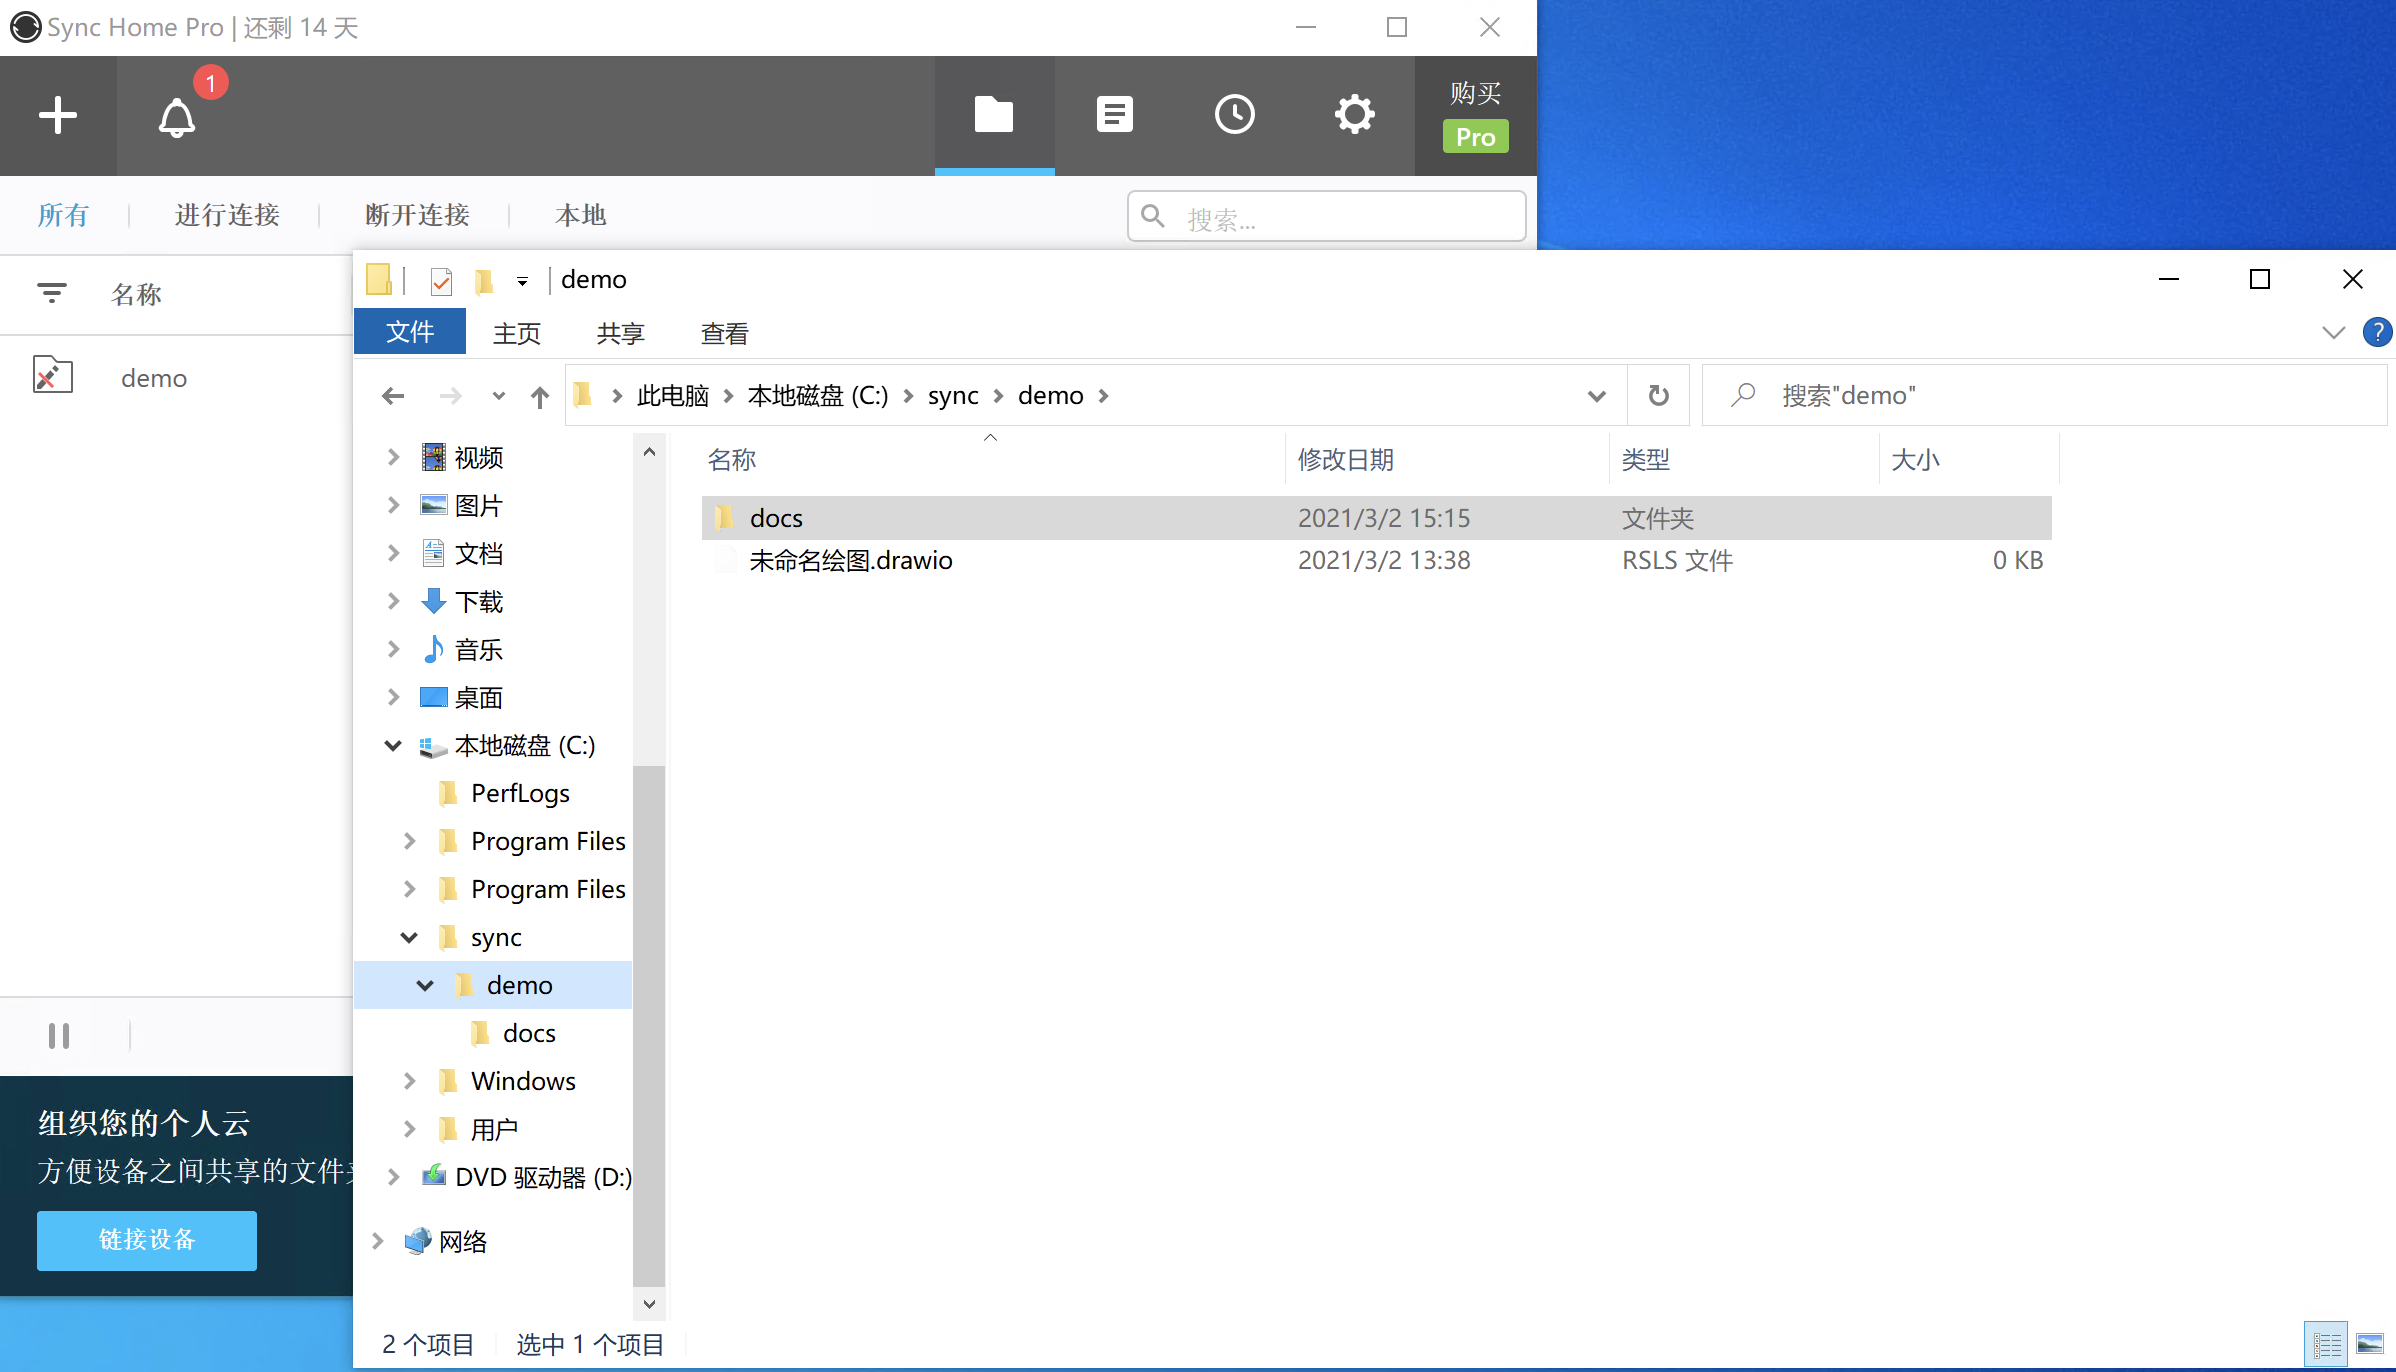 Sync Home Pro | 还剩 14 天
1
购买
Pro
所有
进行连接
断开连接
本地
搜索...
名称
demo
组织您的个人云
方便设备之间共享的文件
链接设备
demo
文件
主页
共享
查看
?
此电脑
本地磁盘 (C:)
sync
demo
搜索"demo"
视频
图片
文档
下载
音乐
桌面
本地磁盘 (C:)
PerfLogs
Program Files
Program Files
sync
demo
docs
Windows
用户
DVD 驱动器 (D:)
网络
名称 修改日期 类型 大小
docs 2021/3/2 15:15 文件夹
未命名绘图.drawio 2021/3/2 13:38 RSLS 文件 0 KB
2 个项目
选中 1 个项目